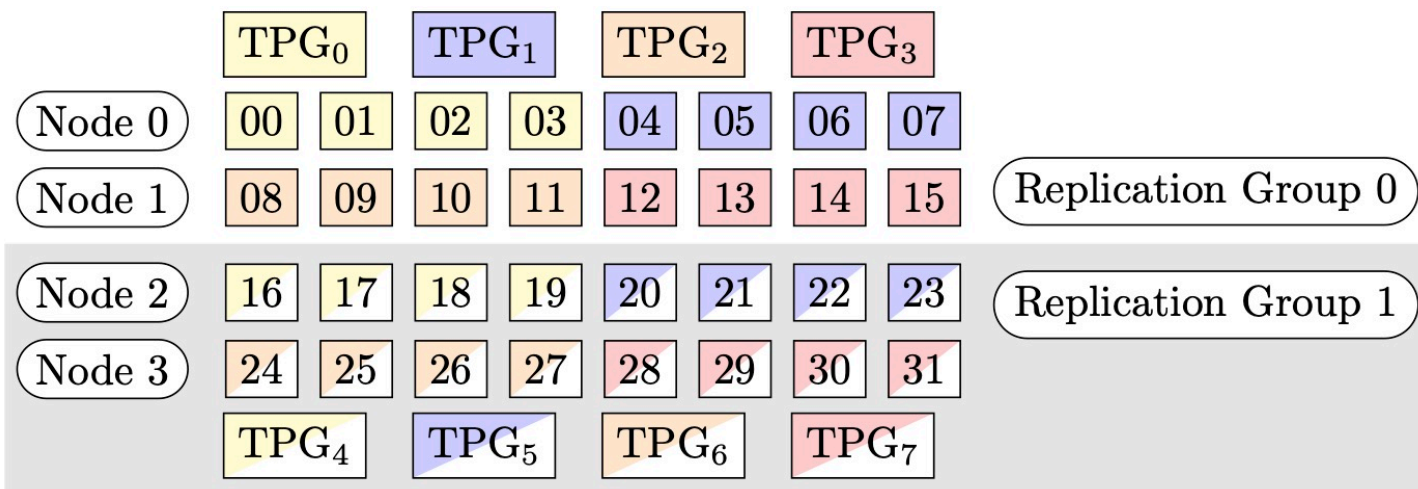 TPG₀ TPG₁ TPG₂ TPG₃
Node 0 00 01 02 03 04 05 06 07
Node 1 08 09 10 11 12 13 14 15 Replication Group 0
Node 2 16 17 18 19 20 21 22 23 Replication Group 1
Node 3 24 25 26 27 28 29 30 31
TPG₄ TPG₅ TPG₆ TPG₇